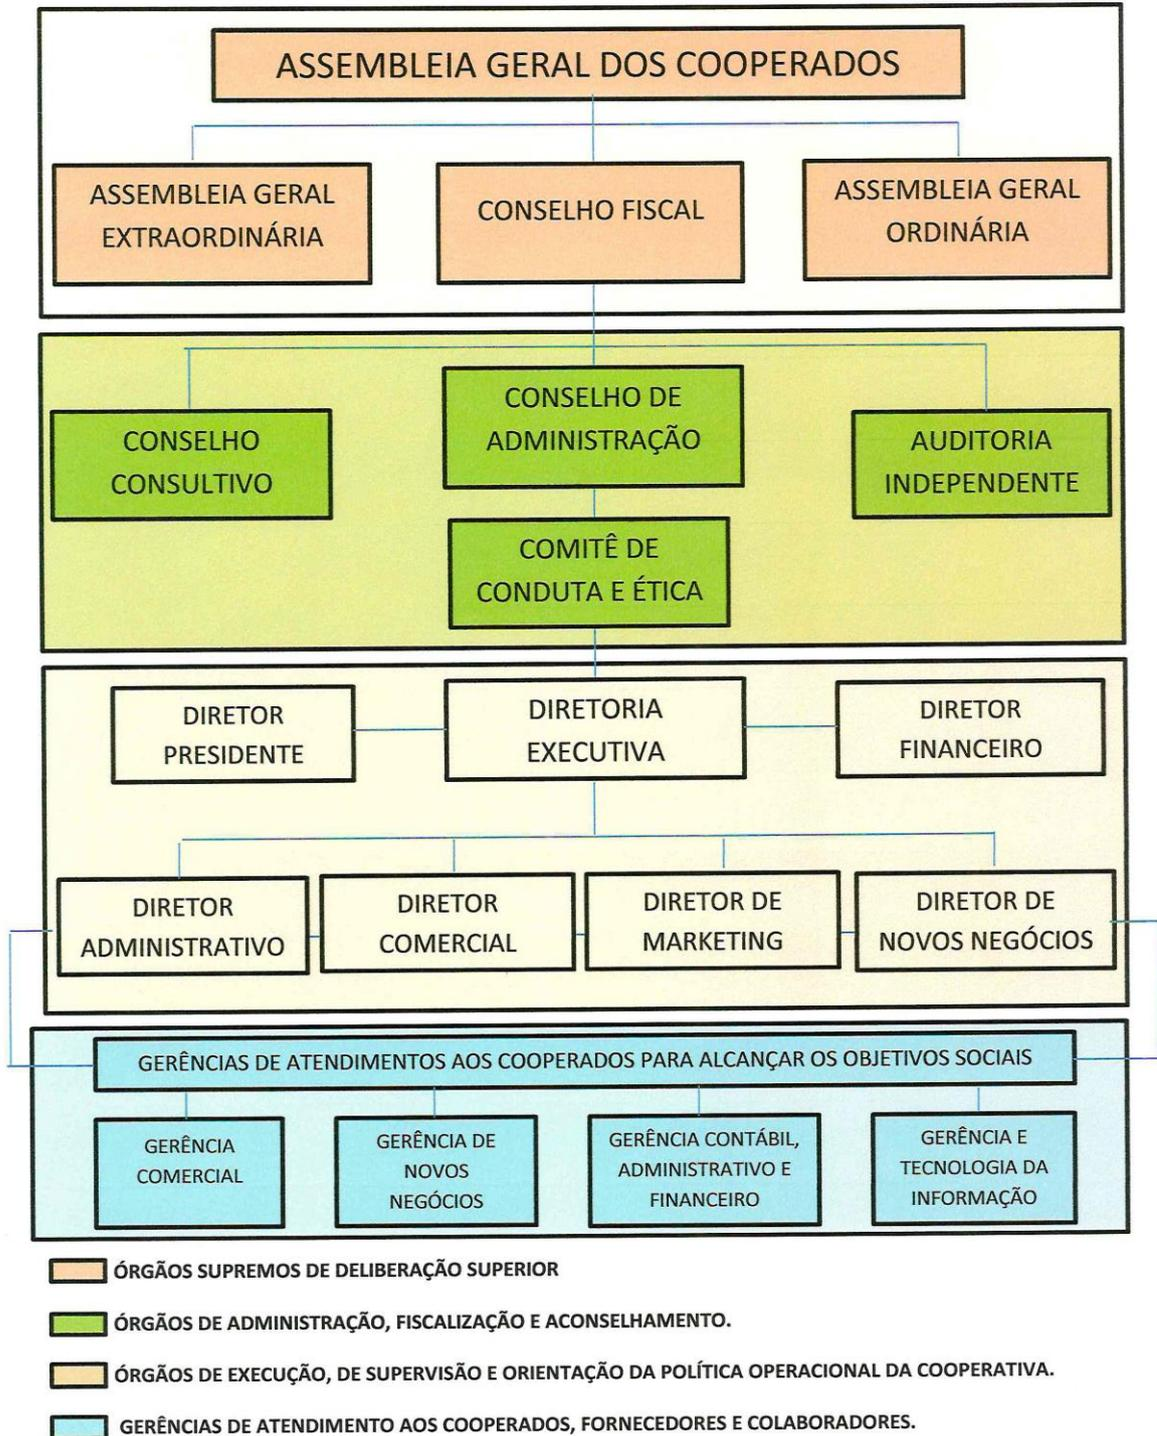 ASSEMBLEIA GERAL DOS COOPERADOS
ASSEMBLEIA GERAL
EXTRAORDINÁRIA
CONSELHO FISCAL
ASSEMBLEIA GERAL
ORDINÁRIA
CONSELHO
CONSULTIVO
CONSELHO DE
ADMINISTRAÇÃO
AUDITORIA
INDEPENDENTE
COMITÊ DE
CONDUTA E ÉTICA
DIRETOR
PRESIDENTE
DIRETORIA
EXECUTIVA
DIRETOR
FINANCEIRO
DIRETOR
ADMINISTRATIVO
DIRETOR
COMERCIAL
DIRETOR DE
MARKETING
DIRETOR DE
NOVOS NEGÓCIOS
GERÊNCIAS DE ATENDIMENTOS AOS COOPERADOS PARA ALCANÇAR OS OBJETIVOS SOCIAIS
GERÊNCIA
COMERCIAL
GERÊNCIA DE
NOVOS
NEGÓCIOS
GERÊNCIA CONTÁBIL,
ADMINISTRATIVO E
FINANCEIRO
GERÊNCIA E
TECNOLOGIA DA
INFORMAÇÃO
ÓRGÃOS SUPREMOS DE DELIBERAÇÃO SUPERIOR
ÓRGÃOS DE ADMINISTRAÇÃO, FISCALIZAÇÃO E ACONSELHAMENTO.
ÓRGÃOS DE EXECUÇÃO, DE SUPERVISÃO E ORIENTAÇÃO DA POLÍTICA OPERACIONAL DA COOPERATIVA.
GERÊNCIAS DE ATENDIMENTO AOS COOPERADOS, FORNECEDORES E COLABORADORES.